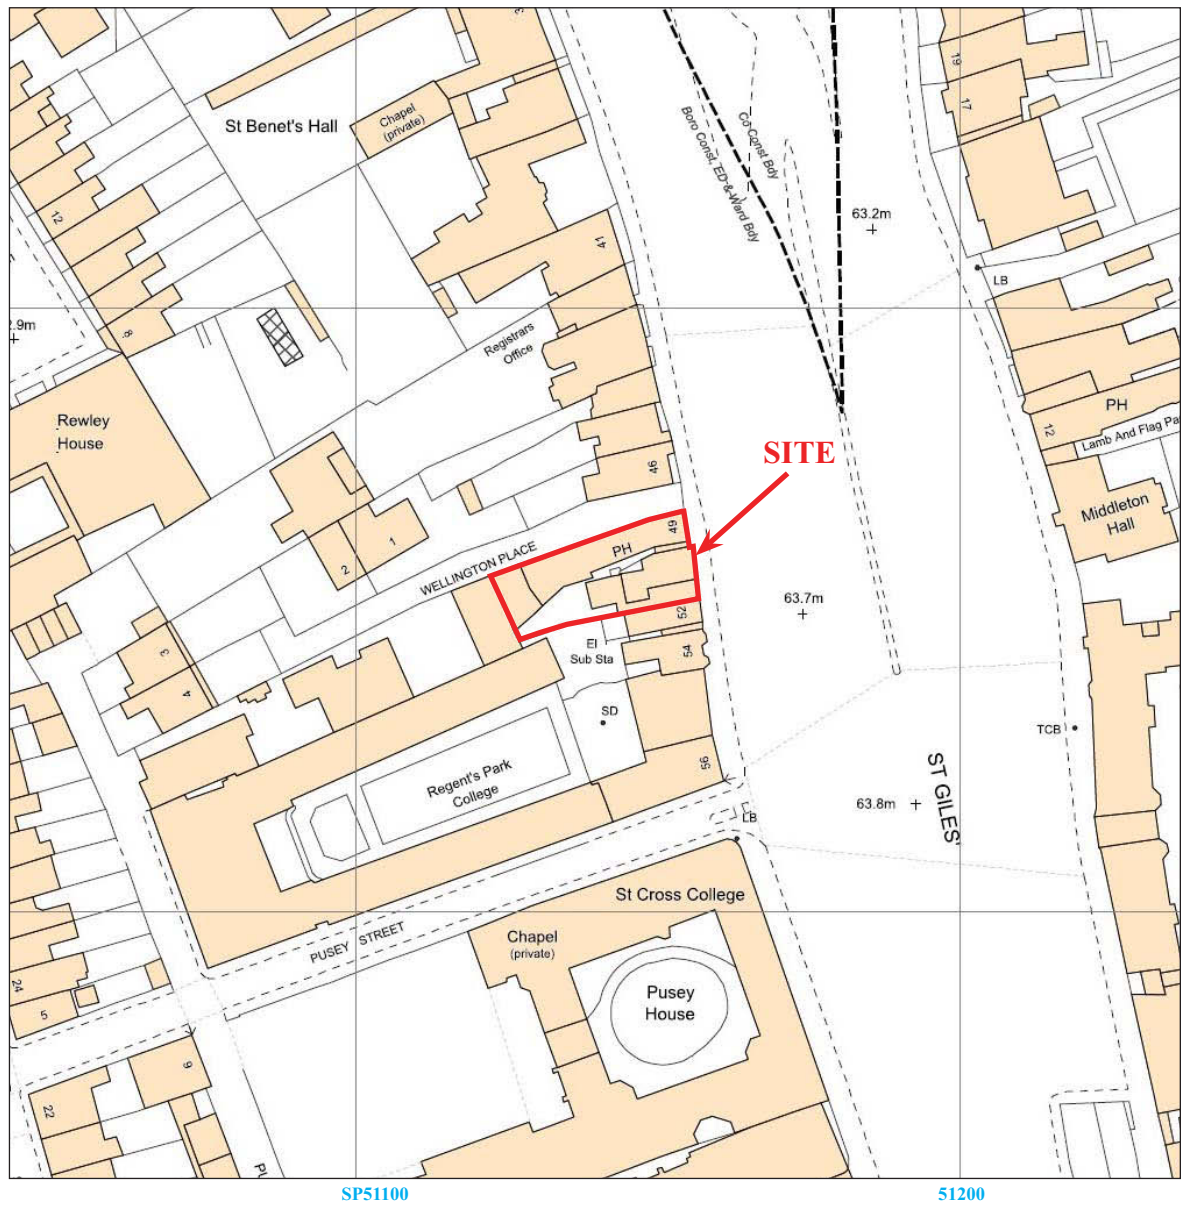 3
19
17
St Benet's Hall
Chapel
(private)
Boro Const, ED & Ward Bdy
Co Const Bdy
12
63.2m
41
LB
8
2.9m
Registrars
Office
PH
12
Lamb And Flag Pa
Rewley
House
SITE
46
Middleton
Hall
49
PH
1
2
WELLINGTON PLACE
63.7m
52
El
Sub Sta
54
3
4
SD
TCB
ST GILES'
56
Regent's Park
College
63.8m
LB
St Cross College
PUSEY STREET
Chapel
(private)
24
5
Pusey
House
9
22
PU
SP51100
51200